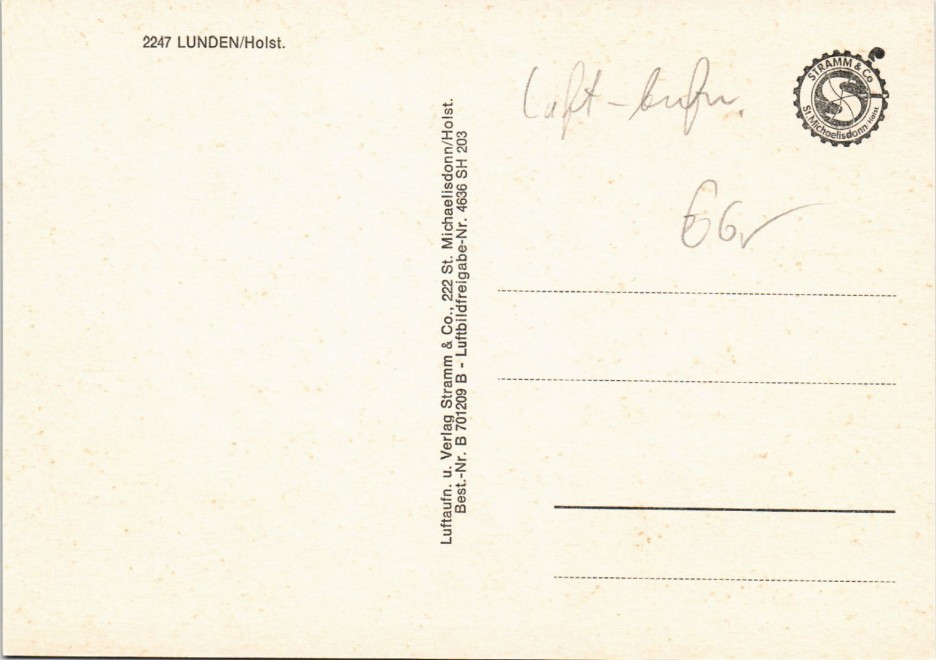 2247 LUNDEN/Holst.
Luft-Aufn.
STRAMM & Co
St. Michaelisdonn Holst
Luftaufn. u. Verlag Stramm & Co., 222 St. Michaelisdonn/Holst.
Best.-Nr. B 701209 B - Luftbildfreigabe-Nr. 4636 SH 203